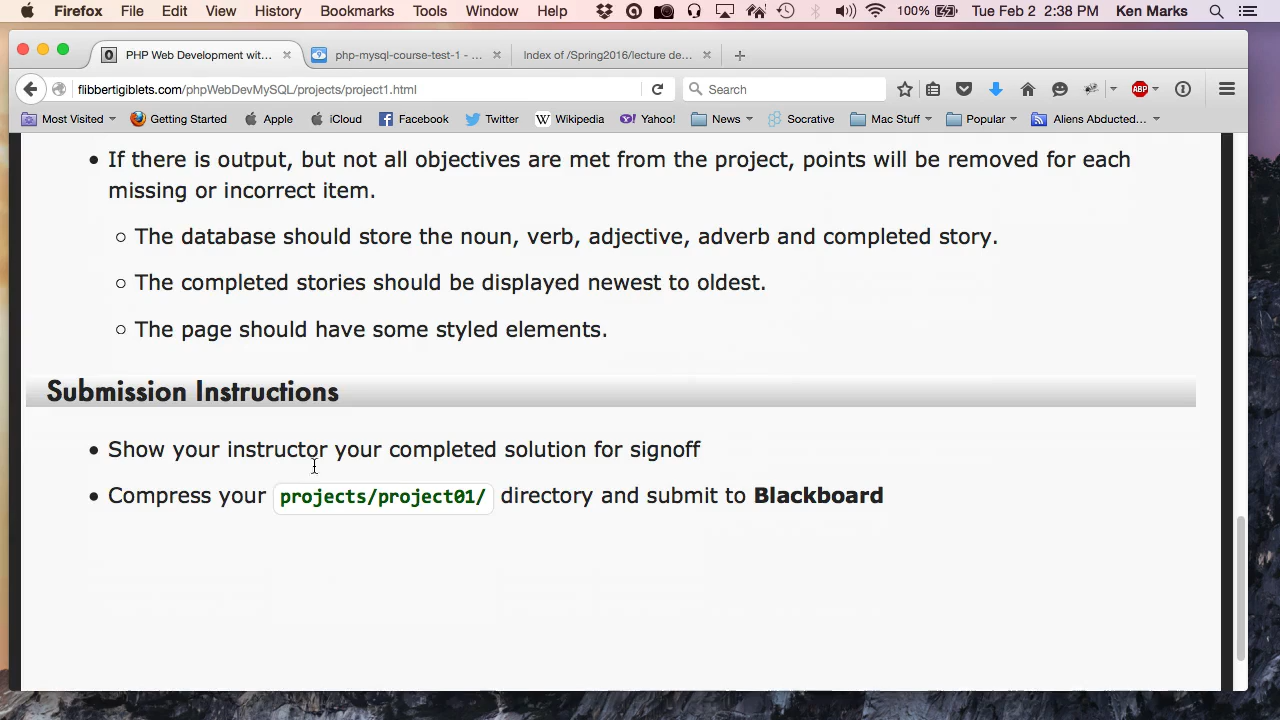 Firefox File Edit View History Bookmarks Tools Window Help 100% Tue Feb 2 2:38 PM Ken Marks
PHP Web Development wit... php-mysql-course-test-1 - ... Index of /Spring2016/lecture de...
flibbertigiblets.com/phpWebDevMySQL/projects/project1.html Search ABP
Most Visited Getting Started Apple iCloud Facebook Twitter W Wikipedia Y! Yahoo! News Socrative Mac Stuff Popular Aliens Abducted...
• If there is output, but not all objectives are met from the project, points will be removed for each
missing or incorrect item.
○ The database should store the noun, verb, adjective, adverb and completed story.
○ The completed stories should be displayed newest to oldest.
○ The page should have some styled elements.
Submission Instructions
• Show your instructor your completed solution for signoff
• Compress your projects/project01/ directory and submit to Blackboard